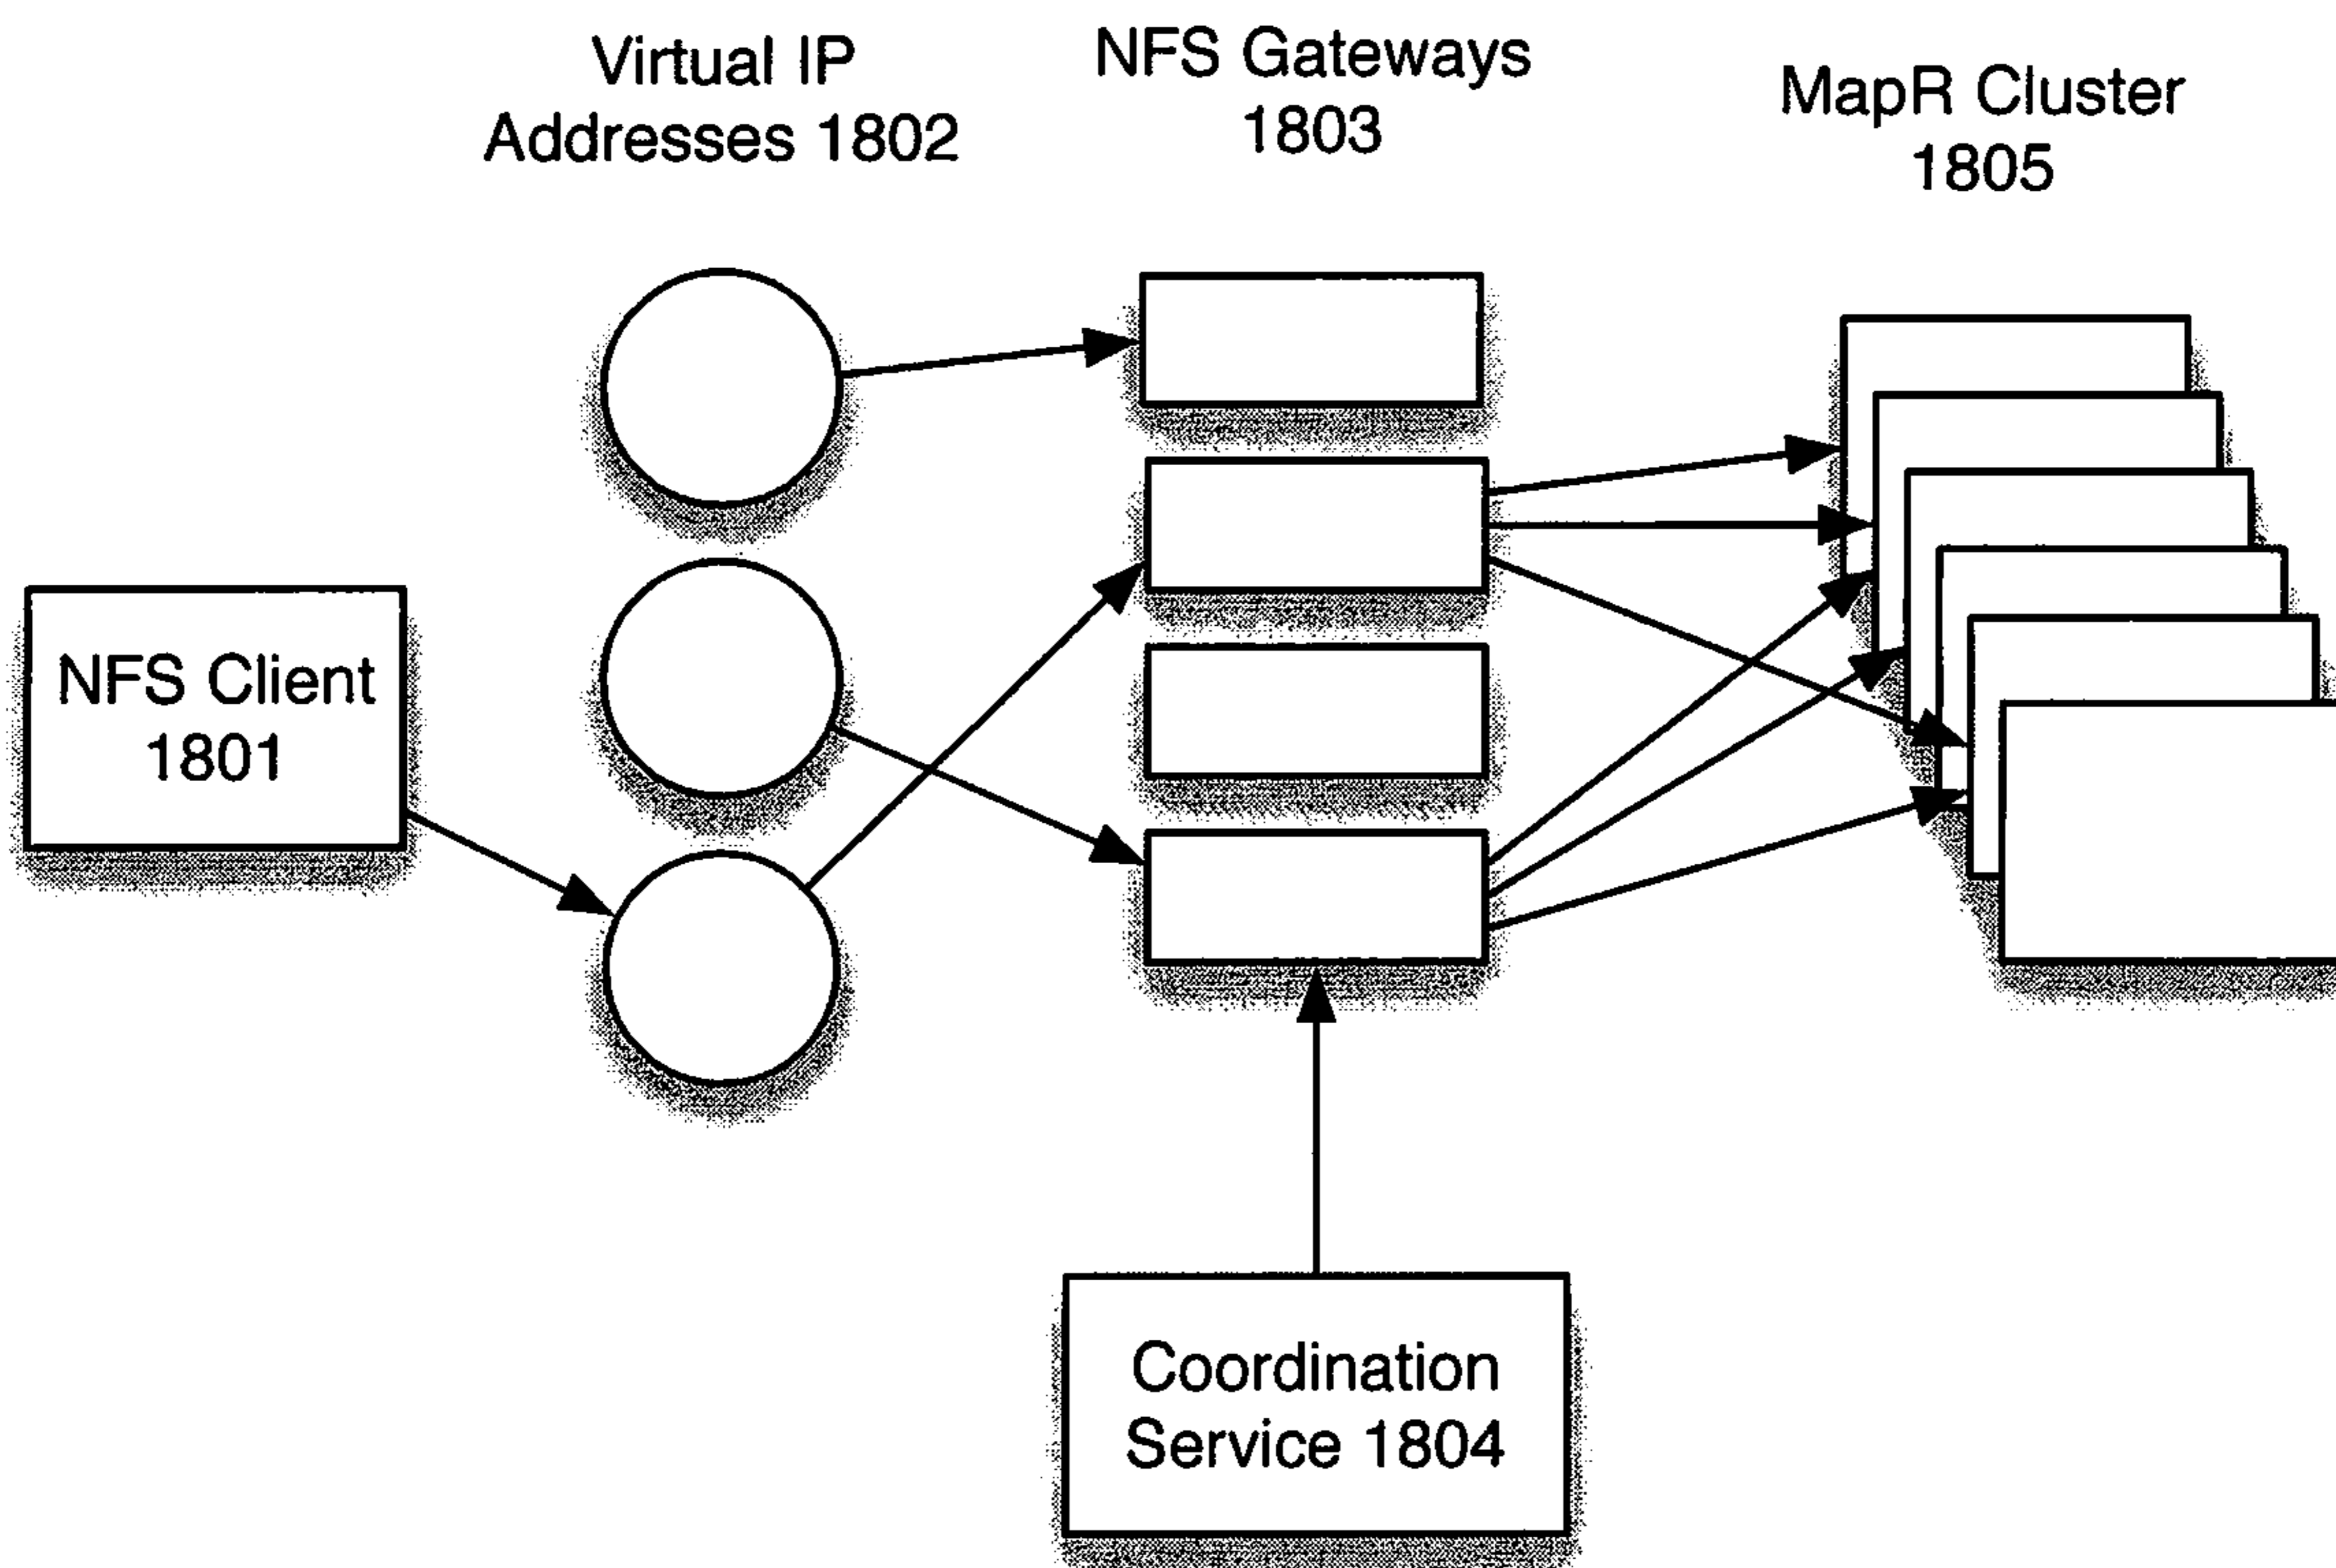 Virtual IP
Addresses 1802
NFS Gateways
1803
MapR Cluster
1805
NFS Client
1801
Coordination
Service 1804